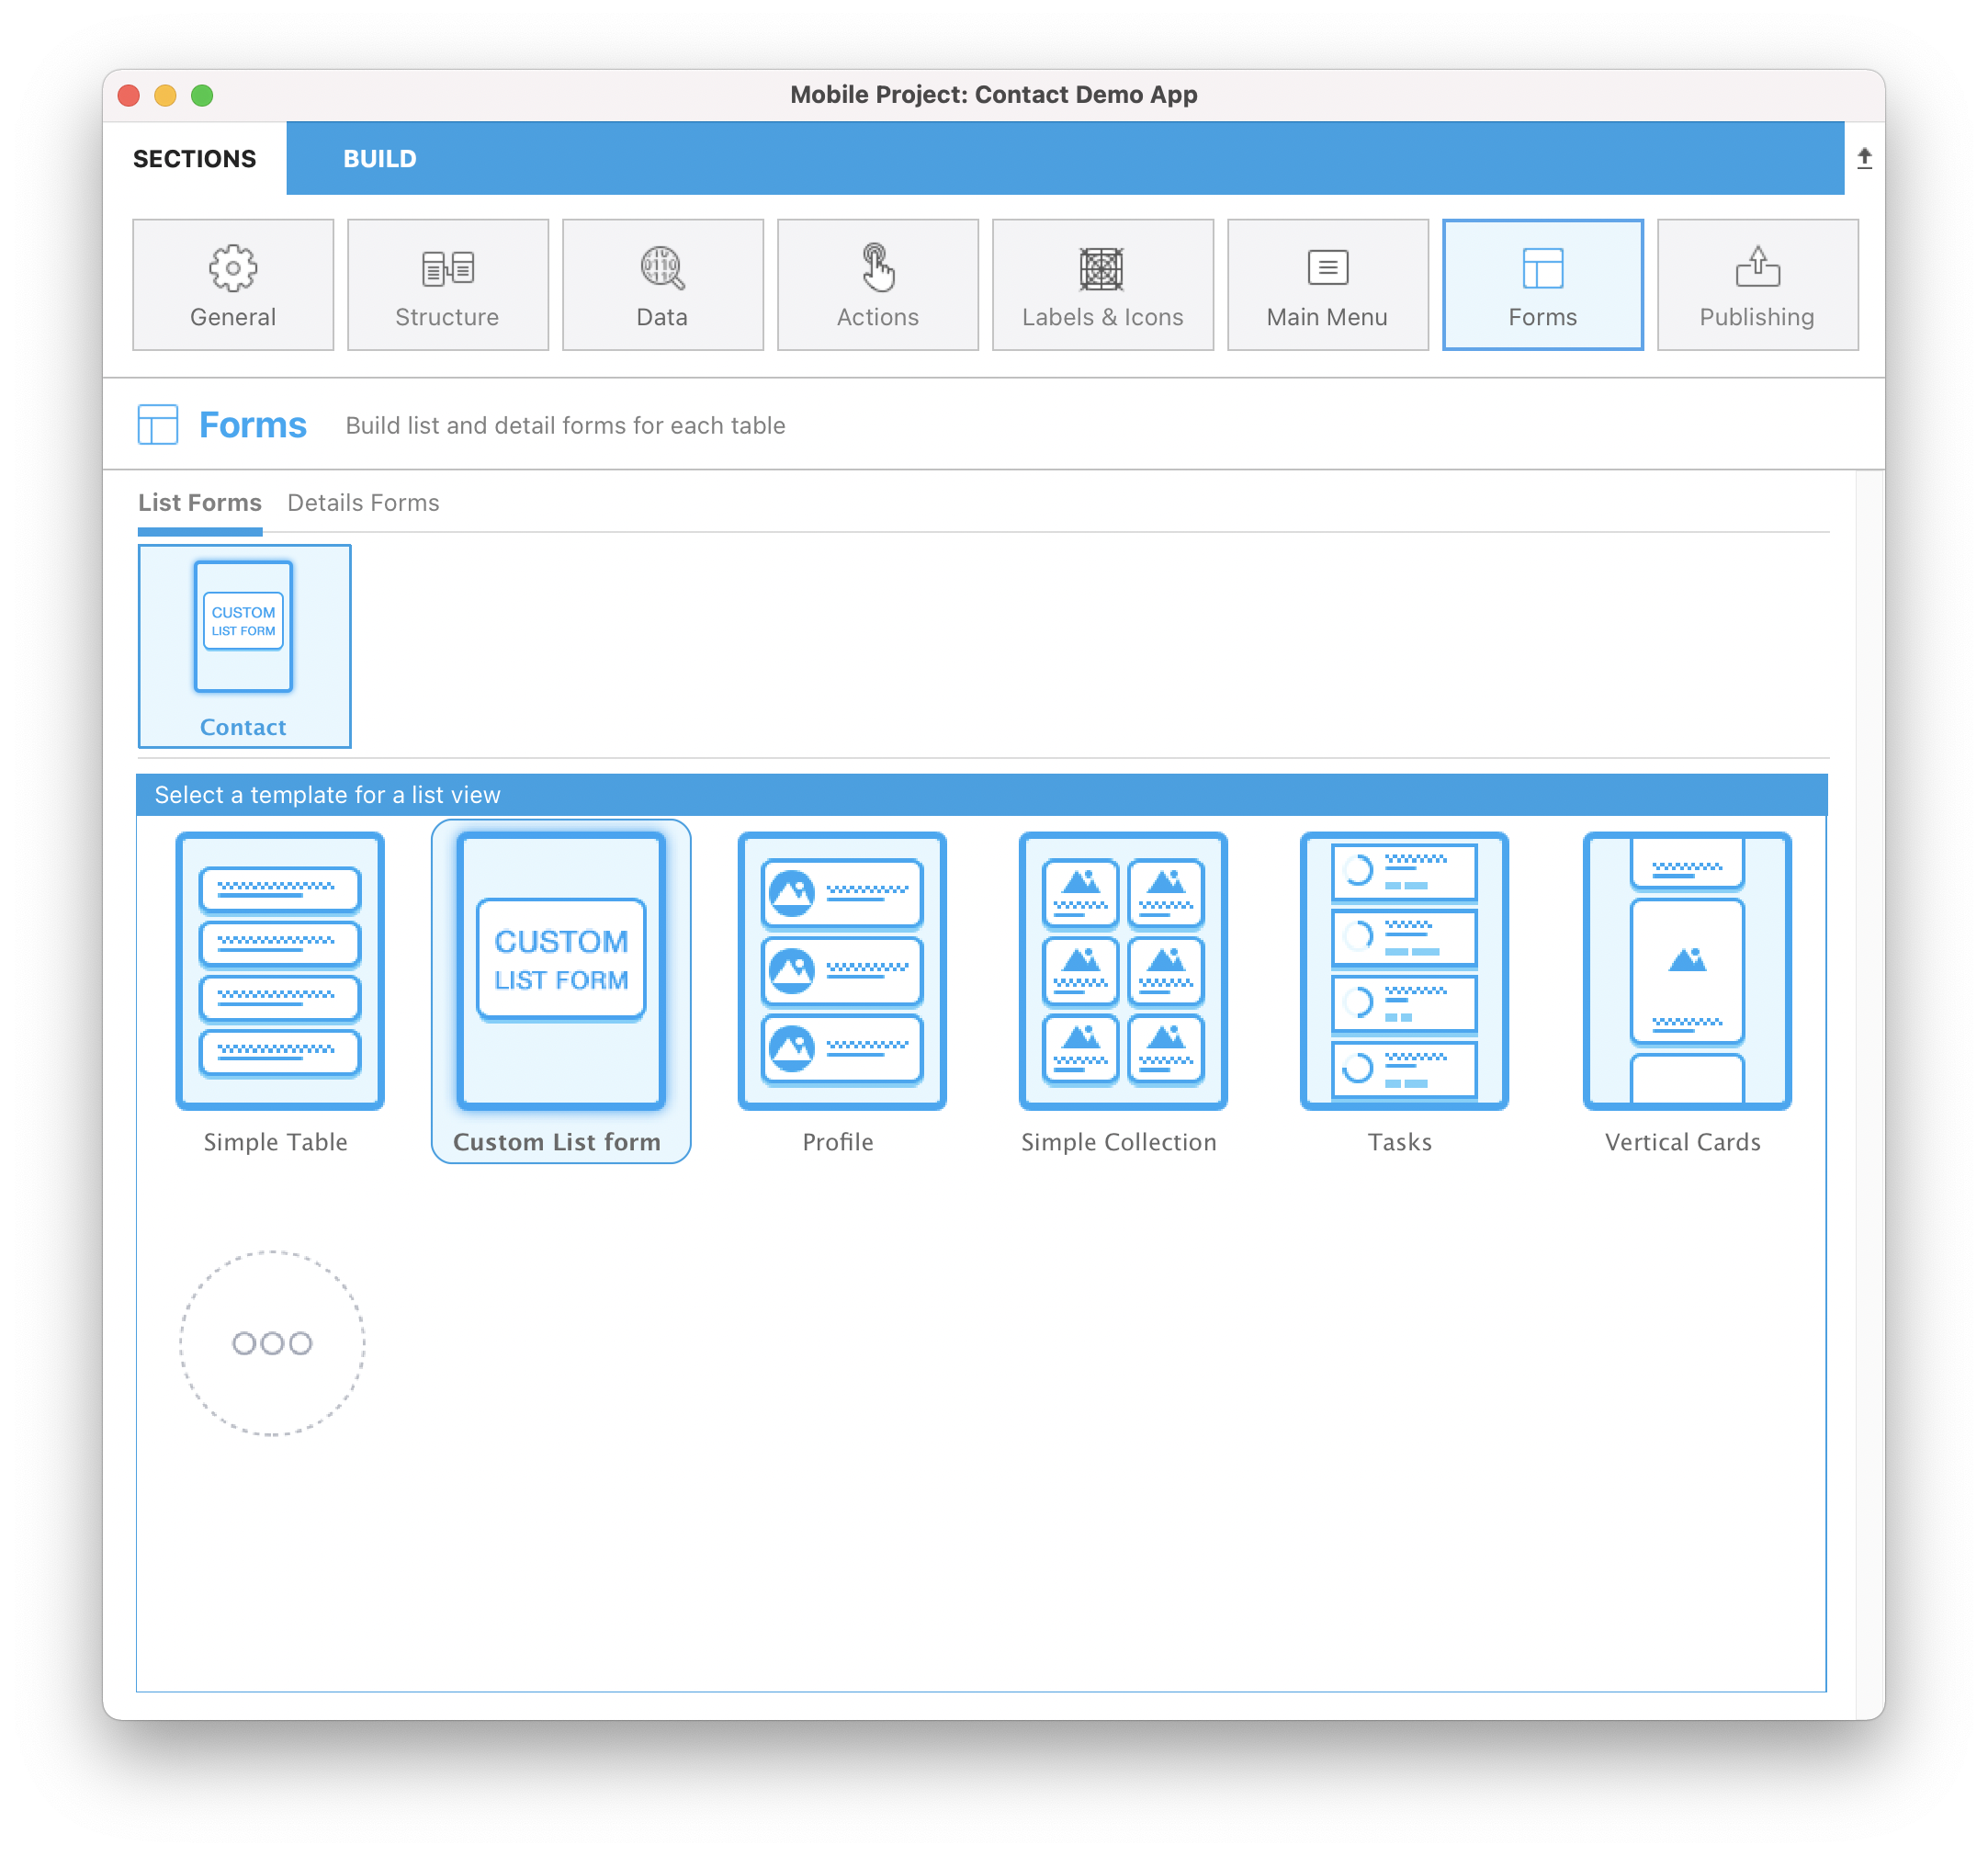 Mobile Project: Contact Demo App
SECTIONS BUILD
General Structure Data Actions Labels & Icons Main Menu Forms Publishing
Forms Build list and detail forms for each table
List Forms Details Forms
CUSTOM
LIST FORM
Contact
Select a template for a list view
CUSTOM
LIST FORM
Simple Table Custom List form Profile Simple Collection Tasks Vertical Cards